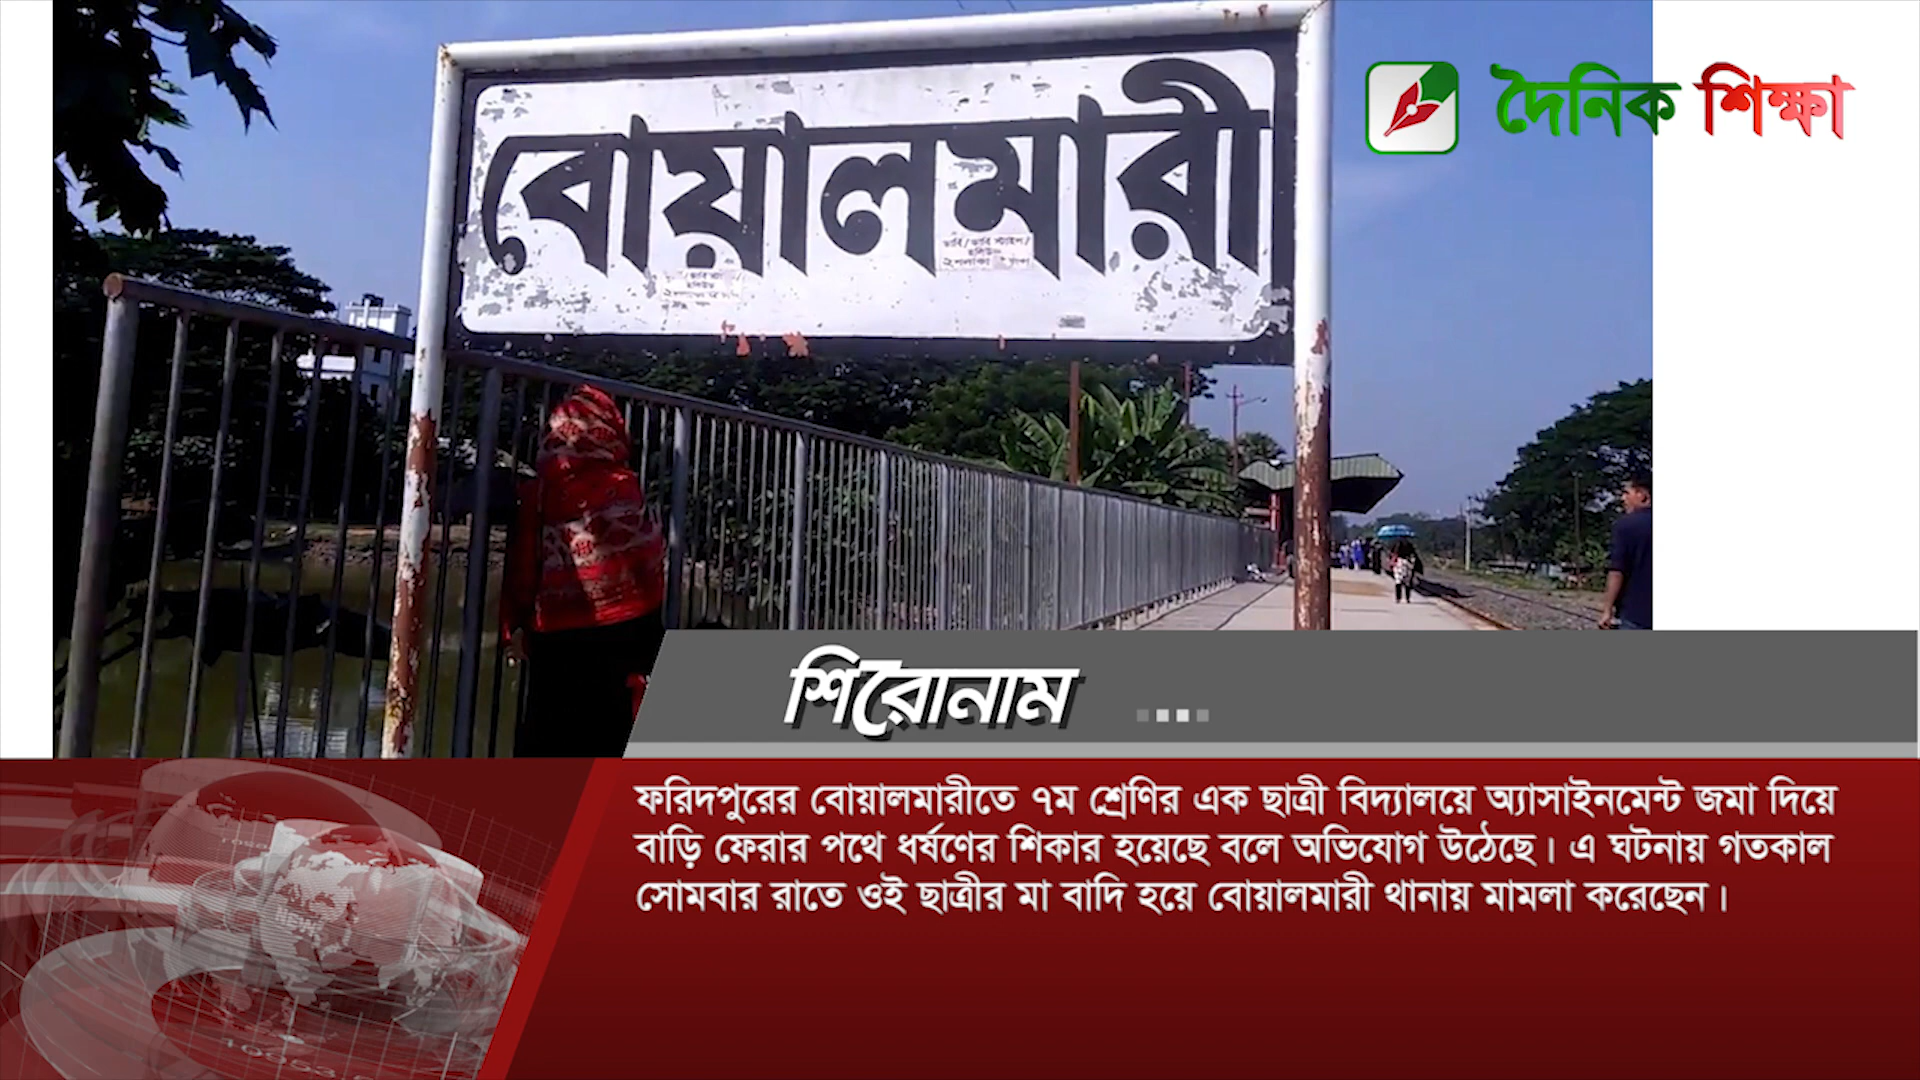 বোয়ালমারী
দৈনিক শিক্ষা
শিরোনাম
ফরিদপুরের বোয়ালমারীতে ৭ম শ্রেণির এক ছাত্রী বিদ্যালয়ে অ্যাসাইনমেন্ট জমা দিয়ে
বাড়ি ফেরার পথে ধর্ষণের শিকার হয়েছে বলে অভিযোগ উঠেছে। এ ঘটনায় গতকাল
সোমবার রাতে ওই ছাত্রীর মা বাদি হয়ে বোয়ালমারী থানায় মামলা করেছেন।
News